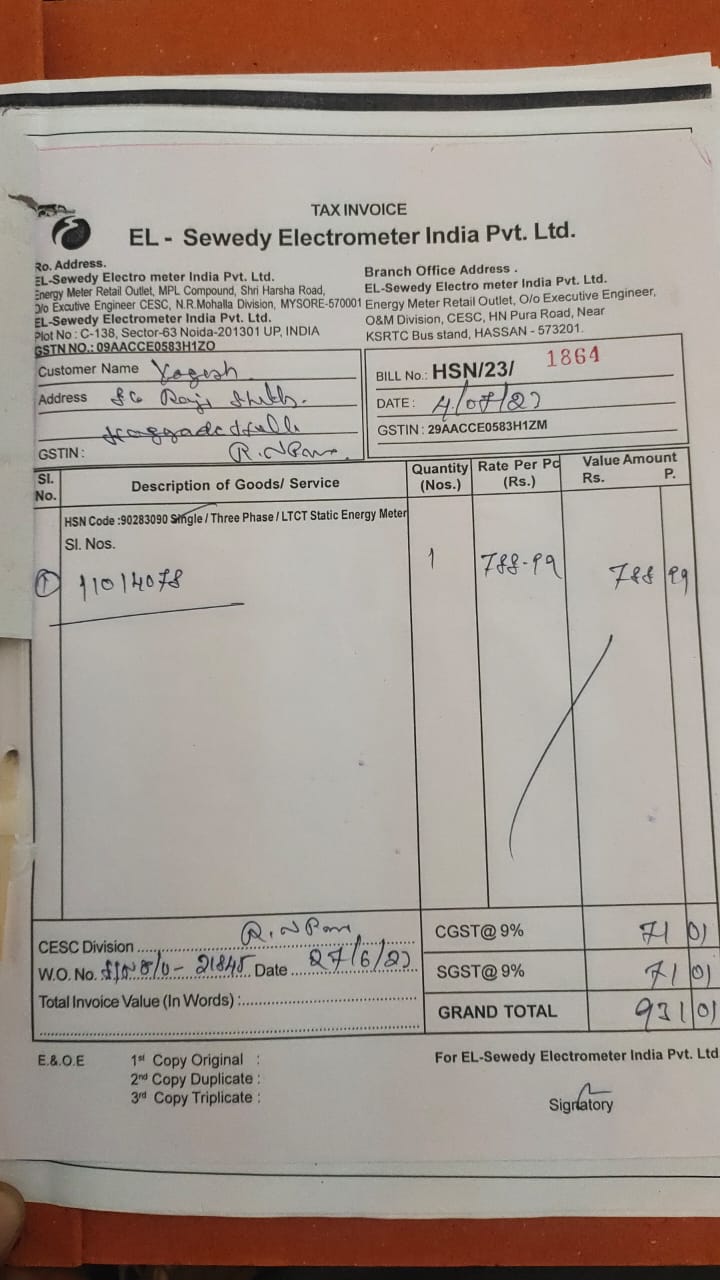 TAX INVOICE
EL - Sewedy Electrometer India Pvt. Ltd.
Ro. Address.
EL-Sewedy Electro meter India Pvt. Ltd.
Energy Meter Retail Outlet, MPL Compound, Shri Harsha Road,
O/o Excutive Engineer CESC, N.R.Mohalla Division, MYSORE-570001
EL-Sewedy Electrometer India Pvt. Ltd.
Plot No : C-138, Sector-63 Noida-201301 UP, INDIA
GSTN NO.: 09AACCE0583H1ZO
Branch Office Address .
EL-Sewedy Electro meter India Pvt. Ltd.
Energy Meter Retail Outlet, O/o Executive Engineer,
O&M Division, CESC, HN Pura Road, Near
KSRTC Bus stand, HASSAN - 573201.
Customer Name Yogesh
Address
GSTIN : R.N Pura.
BILL No.: HSN/23/ 1864
DATE : 4/07/23
GSTIN : 29AACCE0583H1ZM
Sl. No. Description of Goods/ Service Quantity (Nos.) Rate Per Pc (Rs.) Value Amount Rs. P.
HSN Code :90283090 Single / Three Phase / LTCT Static Energy Meter
Sl. Nos.
① 11014078 1 788-99 788 99
CESC Division R.N Pura
W.O. No. 21845 Date 27/6/23
Total Invoice Value (In Words) :
CGST@ 9% 71 01
SGST@ 9% 71 01
GRAND TOTAL 931 01
E.&.O.E
1st Copy Original :
2nd Copy Duplicate :
3rd Copy Triplicate :
For EL-Sewedy Electrometer India Pvt. Ltd
Signatory